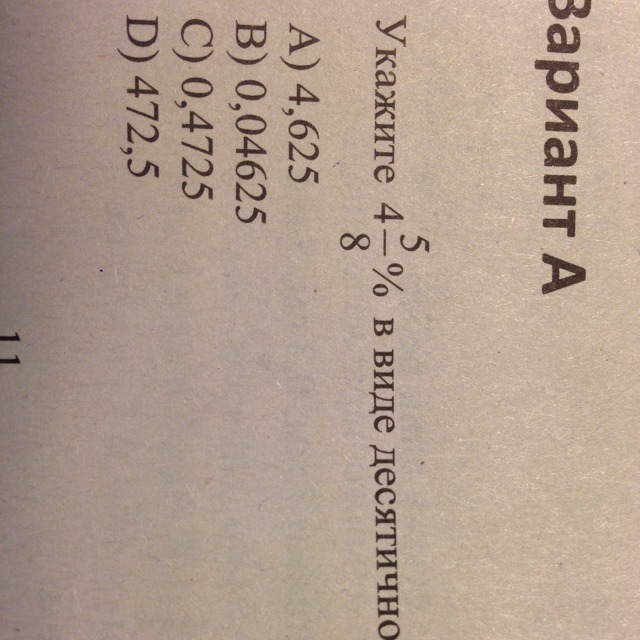 Вариант А
Укажите 4 5/8 % в виде десятично
A) 4,625
B) 0,04625
C) 0,4725
D) 472,5
11